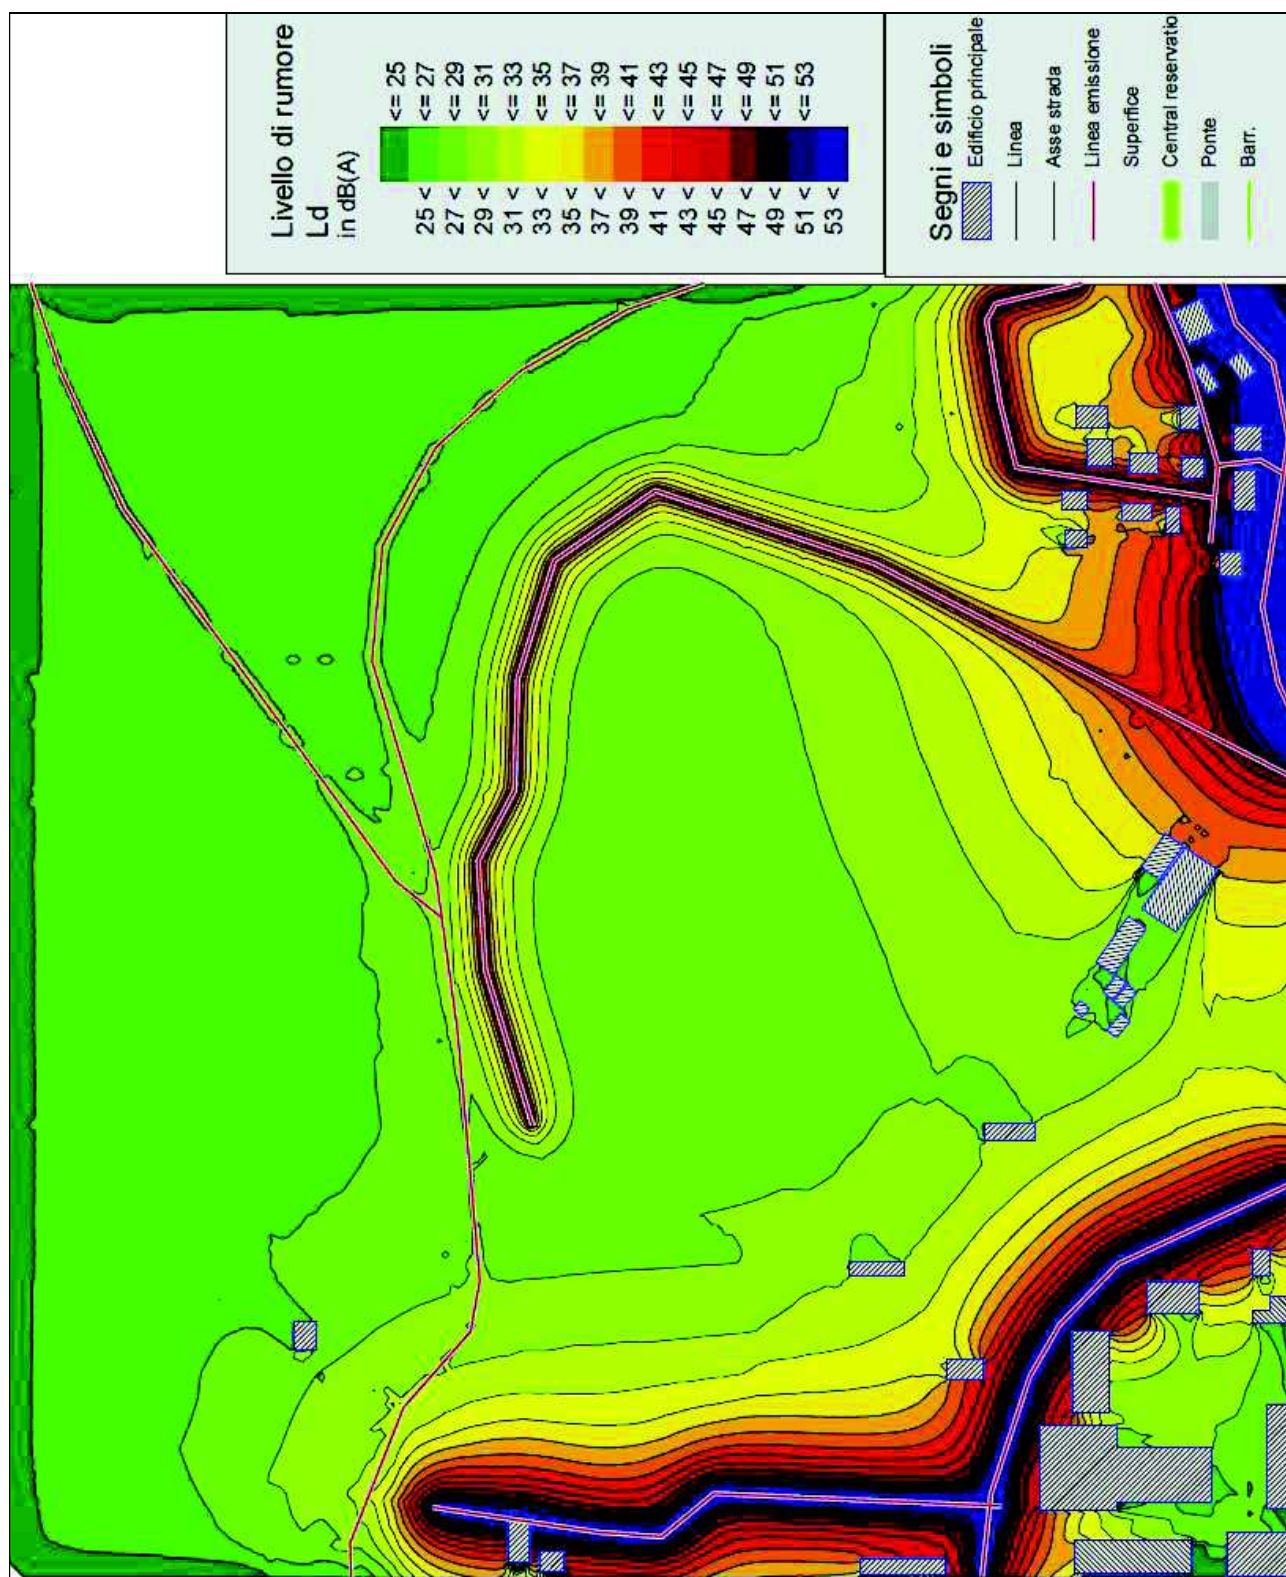 Livello di rumore
Ld
in dB(A)
<= 25
25 < <= 27
27 < <= 29
29 < <= 31
31 < <= 33
33 < <= 35
35 < <= 37
37 < <= 39
39 < <= 41
41 < <= 43
43 < <= 45
45 < <= 47
47 < <= 49
49 < <= 51
51 < <= 53
53 <
Segni e simboli
Edificio principale
Linea
Asse strada
Linea emissione
Superfice
Central reservatio
Ponte
Barr.